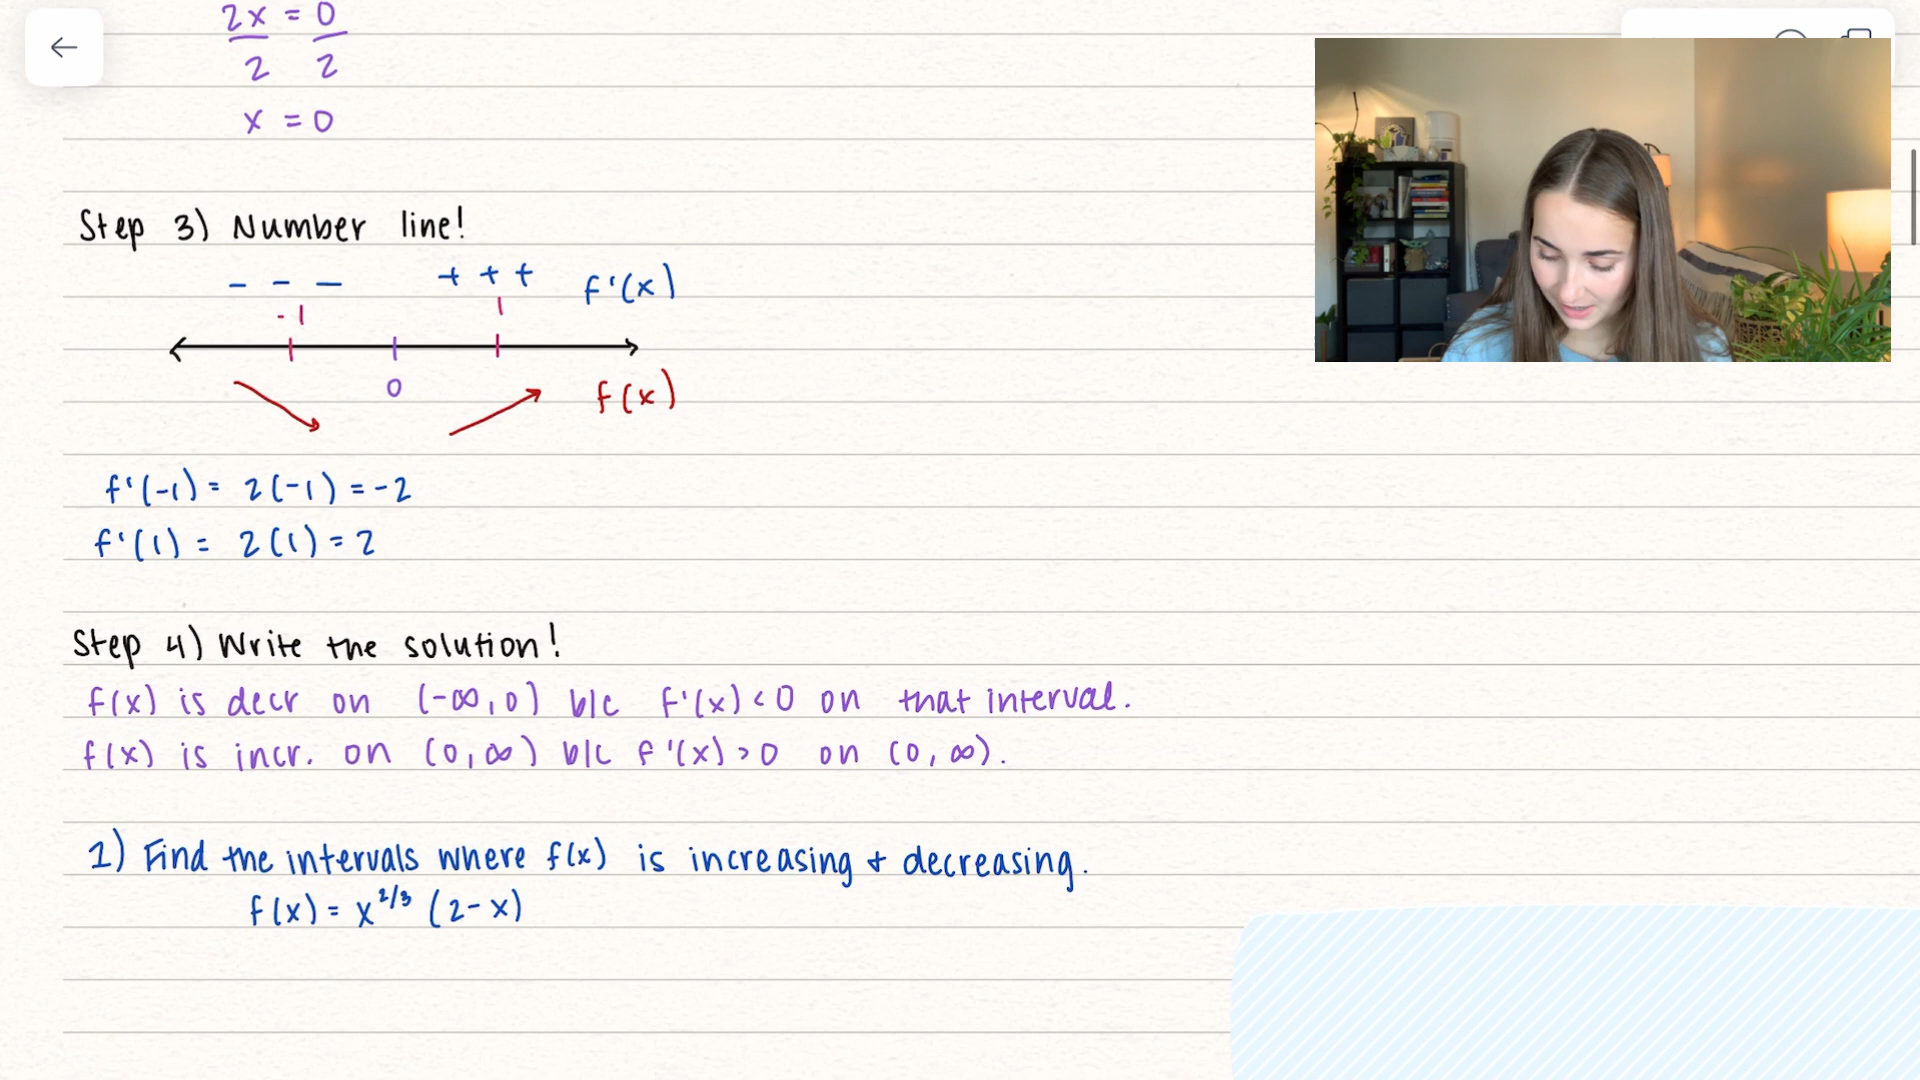 2x = 0
2 2
x = 0
Step 3) Number line!
- - - + + + f'(x)
-1 1
0 f(x)
f'(-1) = 2(-1) = -2
f'(1) = 2(1) = 2
Step 4) Write the solution!
f(x) is decr on (-∞,0) b/c f'(x) < 0 on that interval.
f(x) is incr. on (0,∞) b/c f'(x) > 0 on (0,∞).
2) Find the intervals where f(x) is increasing + decreasing.
f(x) = x^2/3 (2-x)